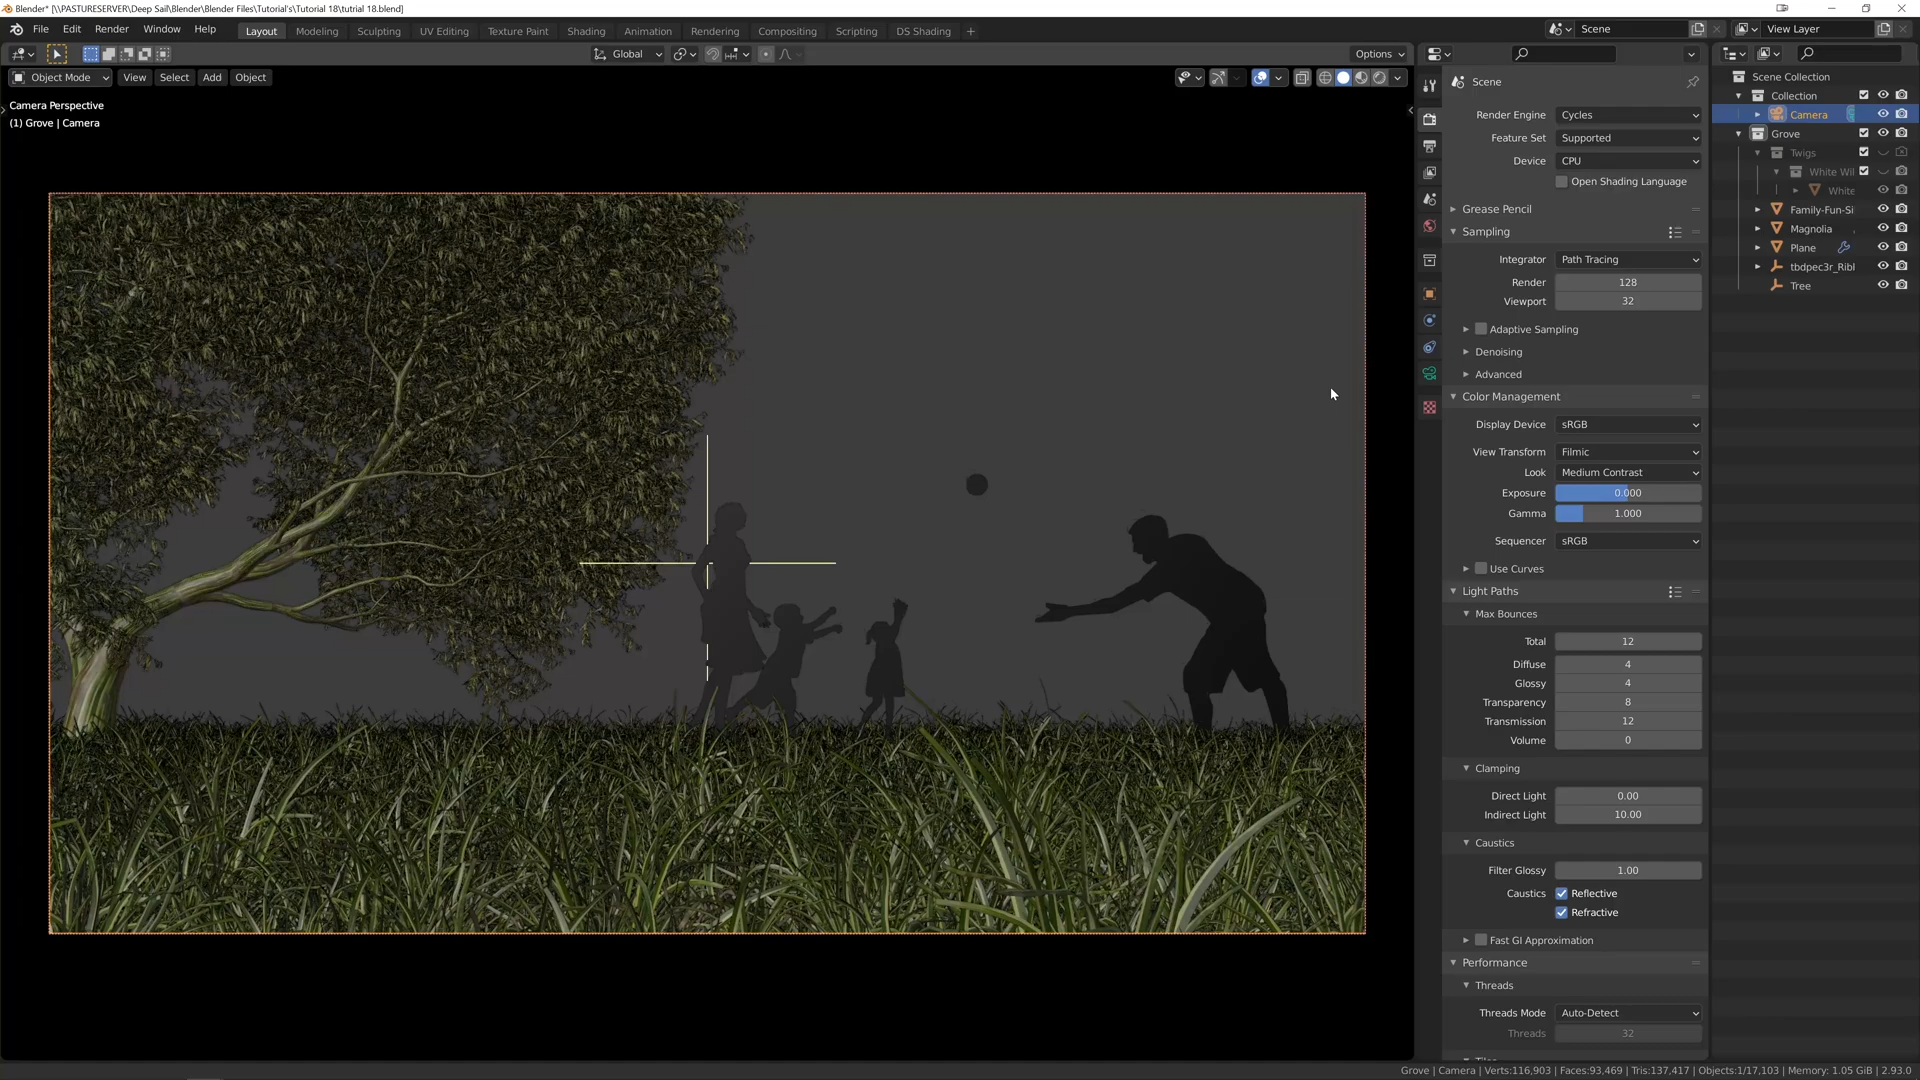 Blender* [\\PASTURESERVER\Deep Sail\Blender\Blender Files\Tutorial's\Tutorial 18\tutrial 18.blend]
File Edit Render Window Help
Layout Modeling Sculpting UV Editing Texture Paint Shading Animation Rendering Compositing Scripting DS Shading +
Scene
View Layer
Global
Options
Object Mode View Select Add Object
Camera Perspective
(1) Grove | Camera
Scene
Render Engine Cycles
Feature Set Supported
Device CPU
Open Shading Language
Grease Pencil
Sampling
Integrator Path Tracing
Render 128
Viewport 32
Adaptive Sampling
Denoising
Advanced
Color Management
Display Device sRGB
View Transform Filmic
Look Medium Contrast
Exposure 0.000
Gamma 1.000
Sequencer sRGB
Use Curves
Light Paths
Max Bounces
Total 12
Diffuse 4
Glossy 4
Transparency 8
Transmission 12
Volume 0
Clamping
Direct Light 0.00
Indirect Light 10.00
Caustics
Filter Glossy 1.00
Caustics Reflective
Refractive
Fast GI Approximation
Performance
Threads
Threads Mode Auto-Detect
Threads 32
Scene Collection
Collection
Camera
Grove
Twigs
White Wil
White
Family-Fun-Si
Magnolia
Plane
tbdpec3r_Ribl
Tree
Grove | Camera | Verts:116,903 | Faces:93,469 | Tris:137,417 | Objects:1/17,103 | Memory: 1.05 GiB | 2.93.0